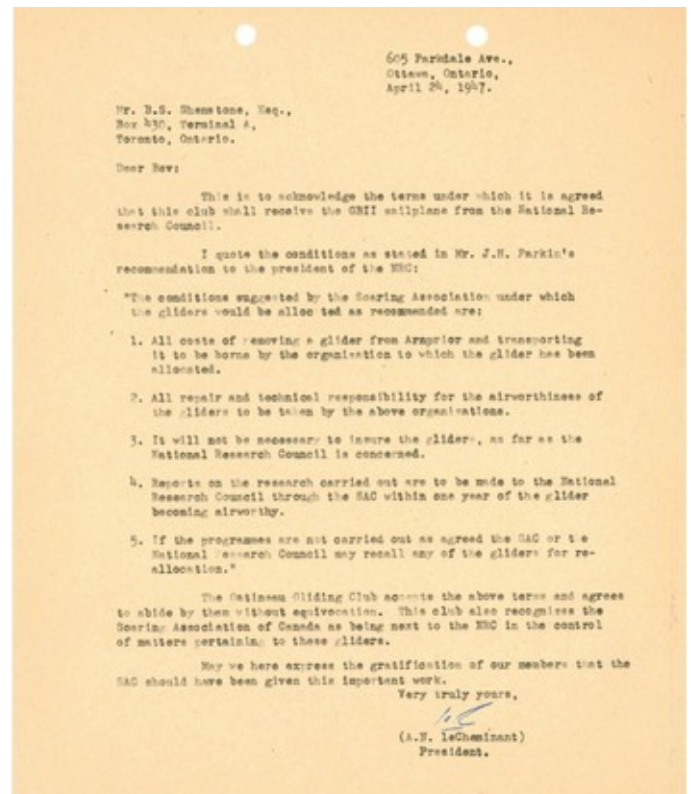 605 Parkdale Ave.,
Ottawa, Ontario,
April 24, 1947.
Mr. B.S. Shenstone, Esq.,
Box 430, Terminal A,
Toronto, Ontario.
Dear Bev:
This is to acknowledge the terms under which it is agreed
that this club shall receive the GBII sailplane from the National Re-
search Council.
I quote the conditions as stated in Mr. J.H. Parkin's
recommendation to the president of the NRC:
"The conditions suggested by the Soaring Association under which
the gliders would be allocated as recommended are:
1. All costs of removing a glider from Arnprior and transporting
it to be borne by the organisation to which the glider has been
allocated.
2. All repair and technical responsibility for the airworthiness of
the gliders to be taken by the above organisations.
3. It will not be necessary to insure the gliders, as far as the
National Research Council is concerned.
4. Reports on the research carried out are to be made to the National
Research Council through the SAC within one year of the glider
becoming airworthy.
5. If the programmes are not carried out as agreed the SAC or the
National Research Council may recall any of the gliders for re-
allocation."
The Gatineau Gliding Club accepts the above terms and agrees
to abide by them without equivocation. This club also recognises the
Soaring Association of Canada as being next to the NRC in the control
of matters pertaining to these gliders.
May we here express the gratification of our members that the
SAC should have been given this important work.
Very truly yours,
(A.N. leCheminant)
President.